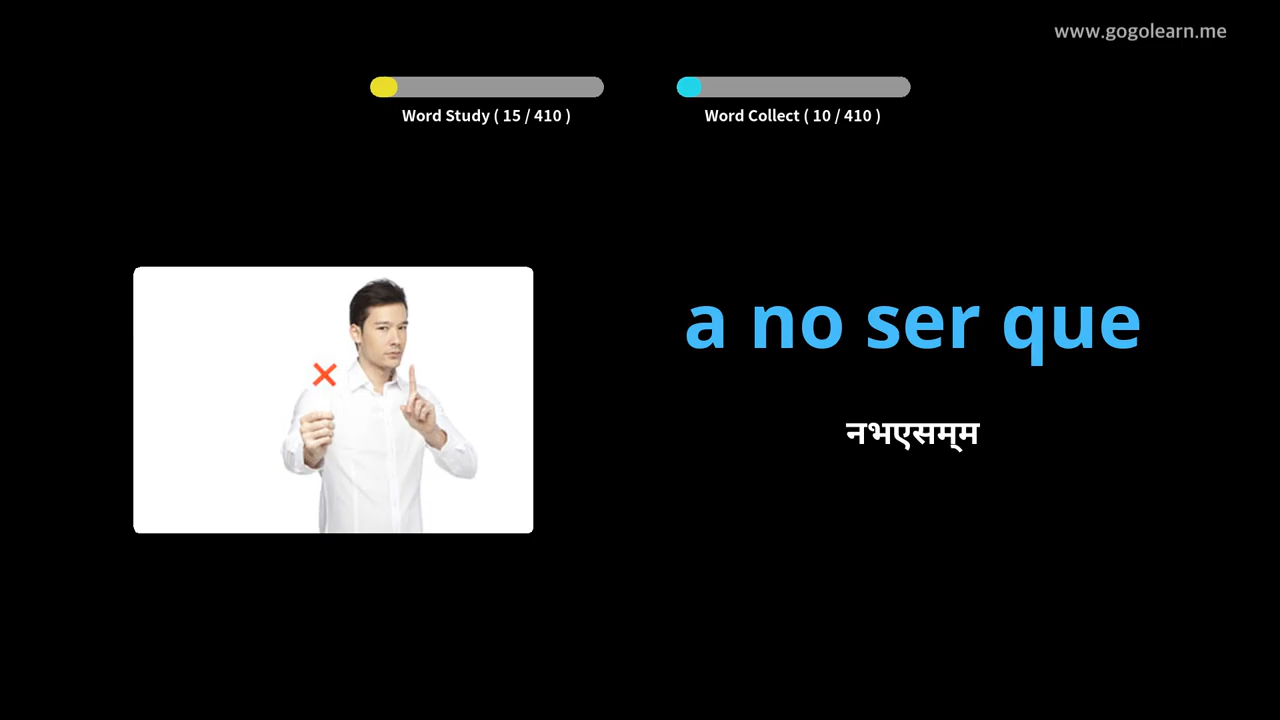 www.gogolearn.me
Word Study ( 15 / 410 )
Word Collect ( 10 / 410 )
a no ser que
नभएसम्म